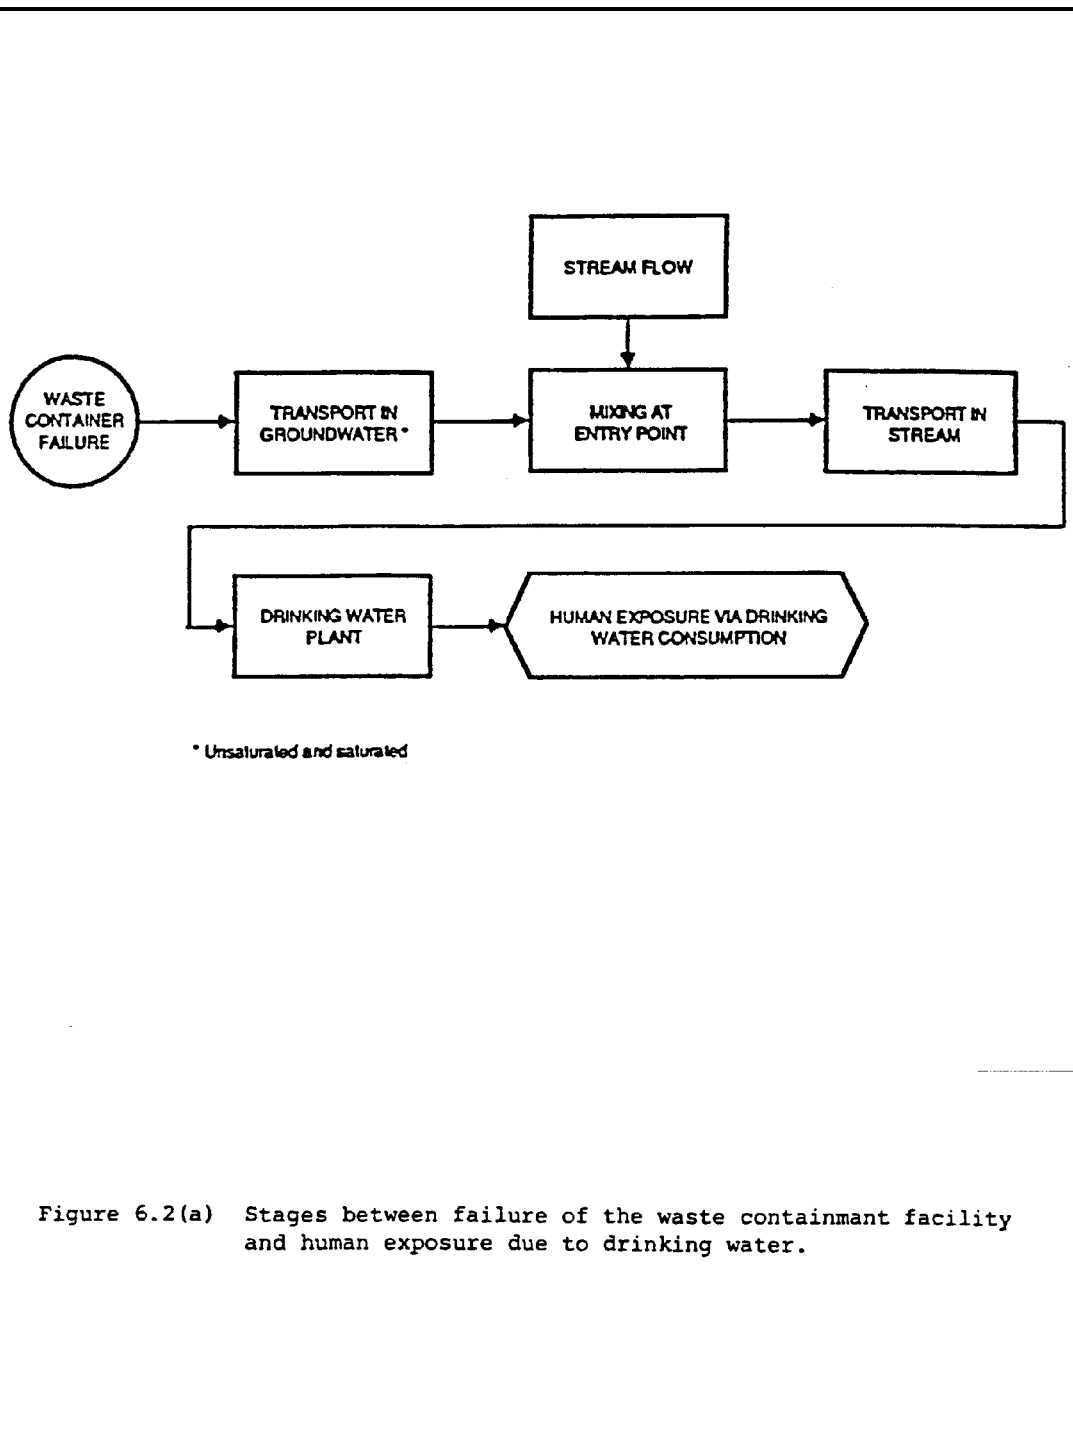 STREAM FLOW
WASTE
CONTAINER
FAILURE
TRANSPORT IN
GROUNDWATER *
MIXING AT
ENTRY POINT
TRANSPORT IN
STREAM
DRINKING WATER
PLANT
HUMAN EXPOSURE VIA DRINKING
WATER CONSUMPTION
* Unsaturated and saturated
Figure 6.2(a) Stages between failure of the waste containmant facility
and human exposure due to drinking water.